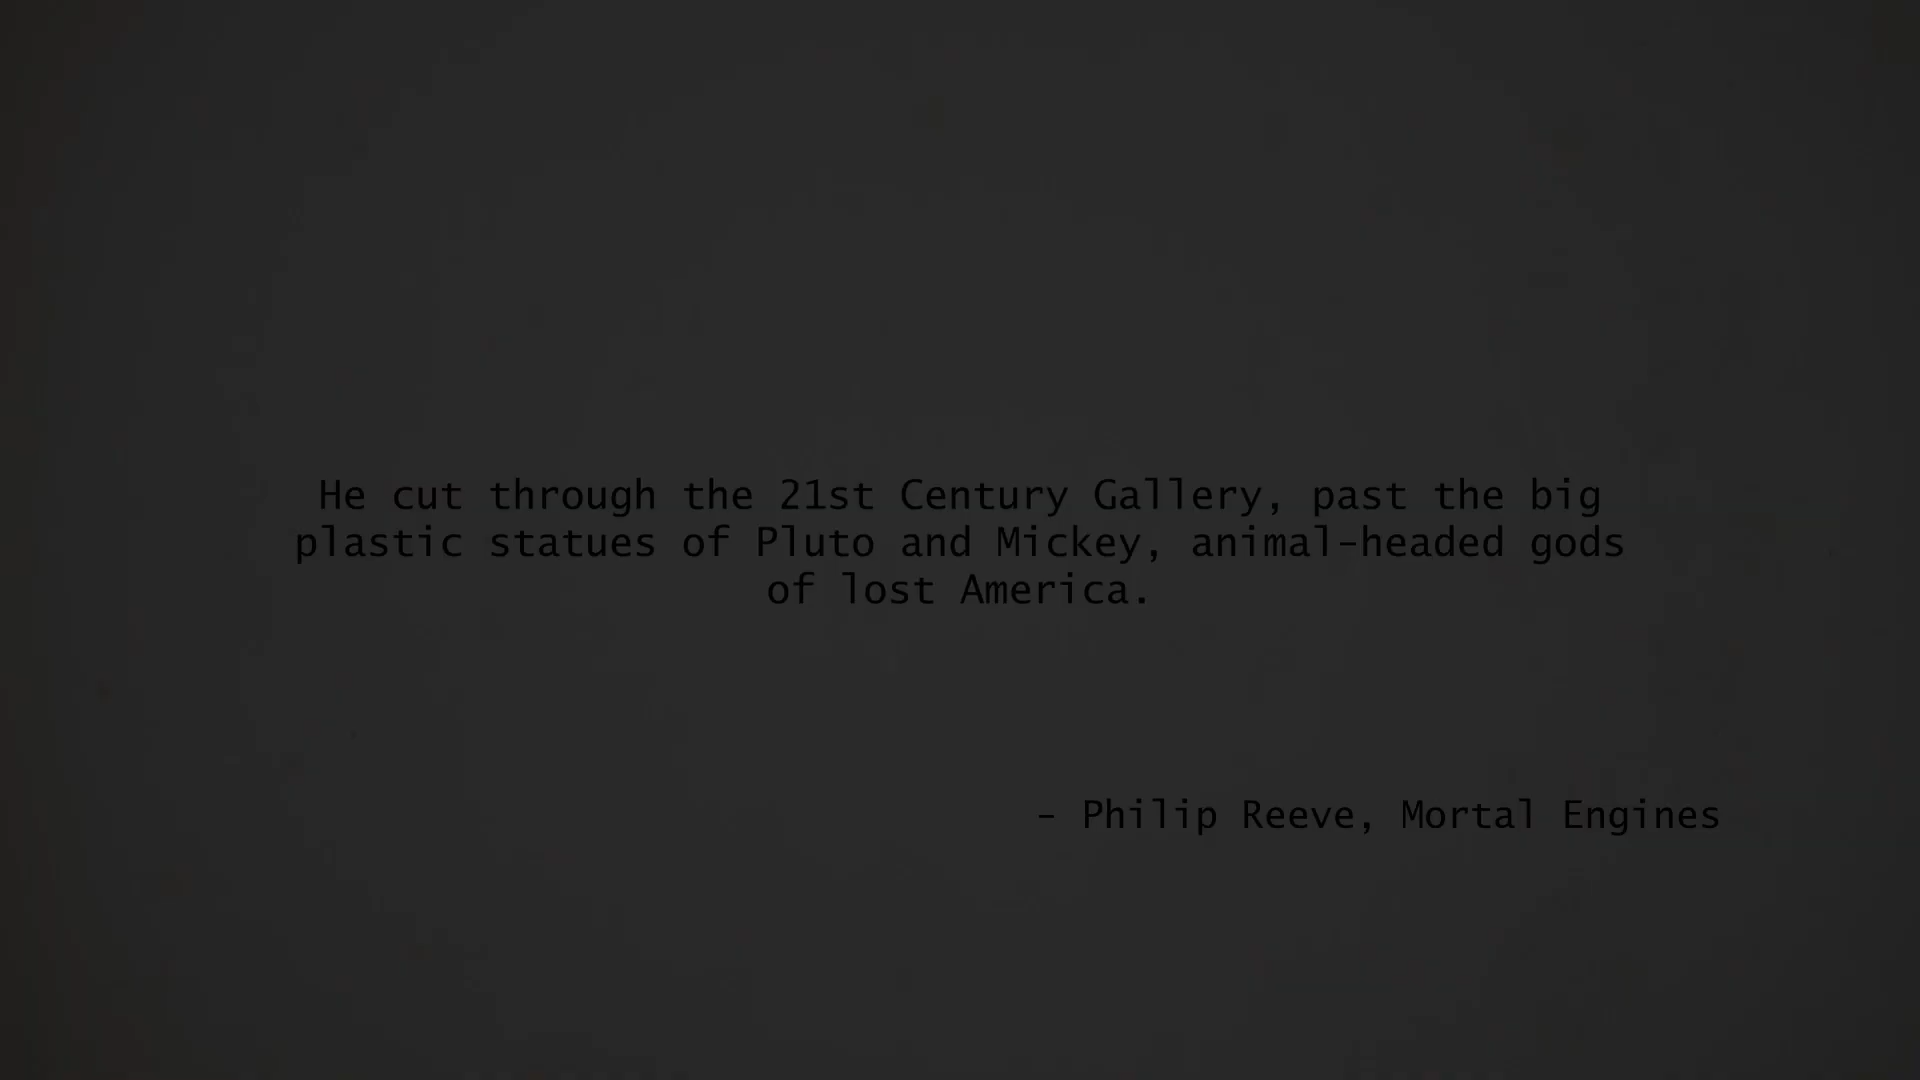 He cut through the 21st Century Gallery, past the big
plastic statues of Pluto and Mickey, animal-headed gods
of lost America.
- Philip Reeve, Mortal Engines